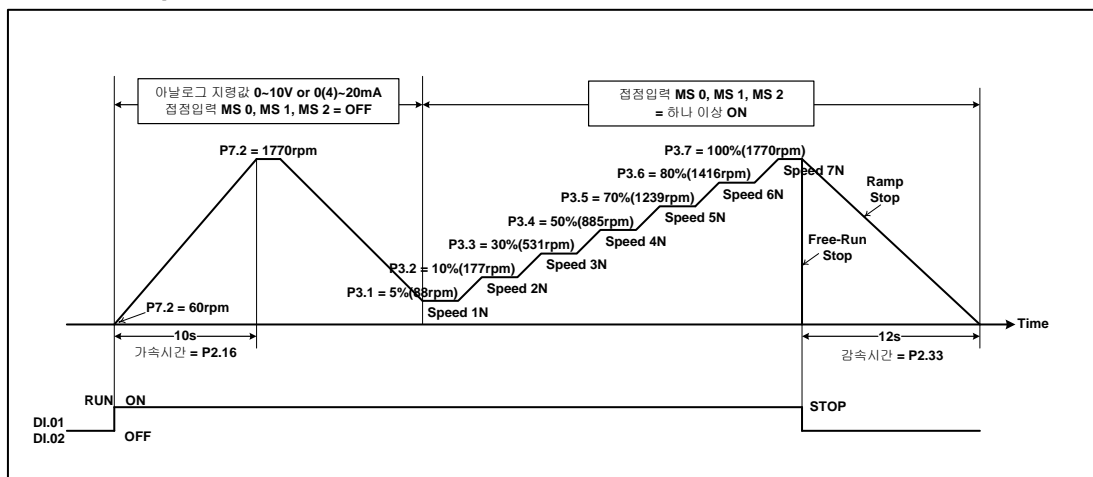 아날로그 지령값 0~10V or 0(4)~20mA
접점입력 MS 0, MS 1, MS 2 = OFF
접점입력 MS 0, MS 1, MS 2
= 하나 이상 ON
P7.2 = 1770rpm
P3.7 = 100%(1770rpm)
Speed 7N
P3.6 = 80%(1416rpm)
Speed 6N
P3.5 = 70%(1239rpm)
Speed 5N
P3.4 = 50%(885rpm)
Speed 4N
P3.3 = 30%(531rpm)
Speed 3N
P3.2 = 10%(177rpm)
Speed 2N
P3.1 = 5%(88rpm)
Speed 1N
Ramp
Stop
Free-Run
Stop
P7.2 = 60rpm
Time
10s
가속시간 = P2.16
12s
감속시간 = P2.33
RUN ON
STOP
DI.01
DI.02
OFF